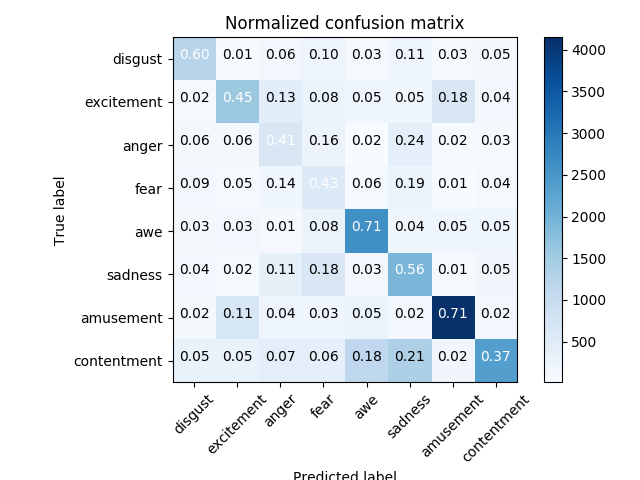 Normalized confusion matrix
True label
disgust 0.60 0.01 0.06 0.10 0.03 0.11 0.03 0.05
excitement 0.02 0.45 0.13 0.08 0.05 0.05 0.18 0.04
anger 0.06 0.06 0.41 0.16 0.02 0.24 0.02 0.03
fear 0.09 0.05 0.14 0.43 0.06 0.19 0.01 0.04
awe 0.03 0.03 0.01 0.08 0.71 0.04 0.05 0.05
sadness 0.04 0.02 0.11 0.18 0.03 0.56 0.01 0.05
amusement 0.02 0.11 0.04 0.03 0.05 0.02 0.71 0.02
contentment 0.05 0.05 0.07 0.06 0.18 0.21 0.02 0.37
disgust excitement anger fear awe sadness amusement contentment
Predicted label
4000
3500
3000
2500
2000
1500
1000
500